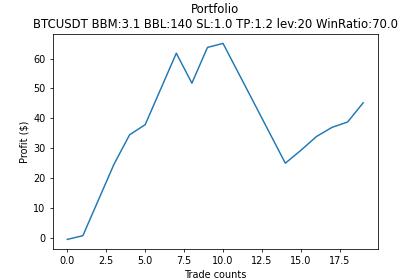 Portfolio
BTCUSDT BBM:3.1 BBL:140 SL:1.0 TP:1.2 lev:20 WinRatio:70.0
Profit ($)
60
50
40
30
20
10
0
0.0 2.5 5.0 7.5 10.0 12.5 15.0 17.5
Trade counts